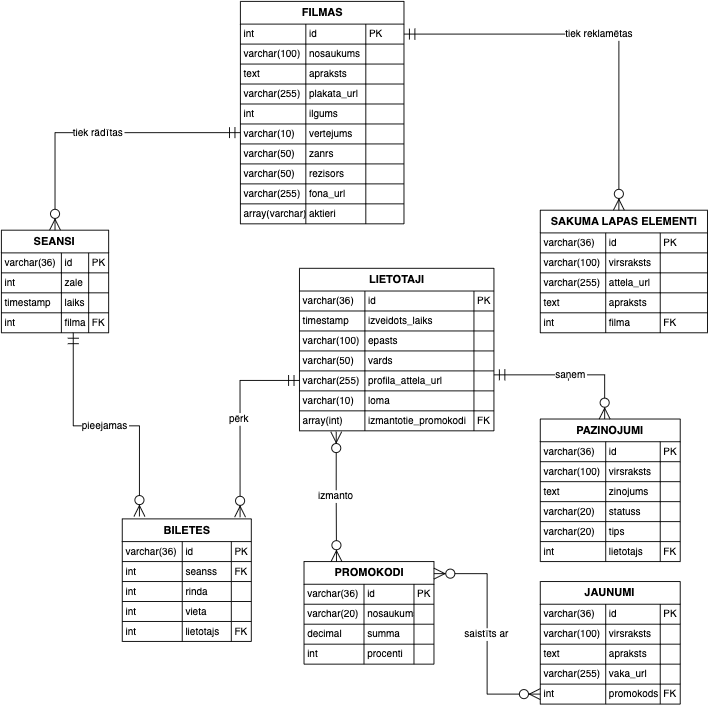 FILMAS
int id PK
varchar(100) nosaukums
text apraksts
varchar(255) plakata_url
int ilgums
varchar(10) vertejums
varchar(50) zanrs
varchar(50) rezisors
varchar(255) fona_url
array(varchar) aktieri
tiek reklamētas
tiek rādītas
SEANSI
varchar(36) id PK
int zale
timestamp laiks
int filma FK
SAKUMA LAPAS ELEMENTI
varchar(36) id PK
varchar(100) virsraksts
varchar(255) attela_url
text apraksts
int filma FK
LIETOTAJI
varchar(36) id PK
timestamp izveidots_laiks
varchar(100) epasts
varchar(50) vards
varchar(255) profila_attela_url
varchar(10) loma
array(int) izmantotie_promokodi FK
saņem
pērk
pieejamas
izmanto
PAZINOJUMI
varchar(36) id PK
varchar(100) virsraksts
text zinojums
varchar(20) statuss
varchar(20) tips
int lietotajs FK
BILETES
varchar(36) id PK
int seanss FK
int rinda
int vieta
int lietotajs FK
PROMOKODI
varchar(36) id PK
varchar(20) nosaukum
decimal summa
int procenti
saistīts ar
JAUNUMI
varchar(36) id PK
varchar(100) virsraksts
text apraksts
varchar(255) vaka_url
int promokods FK